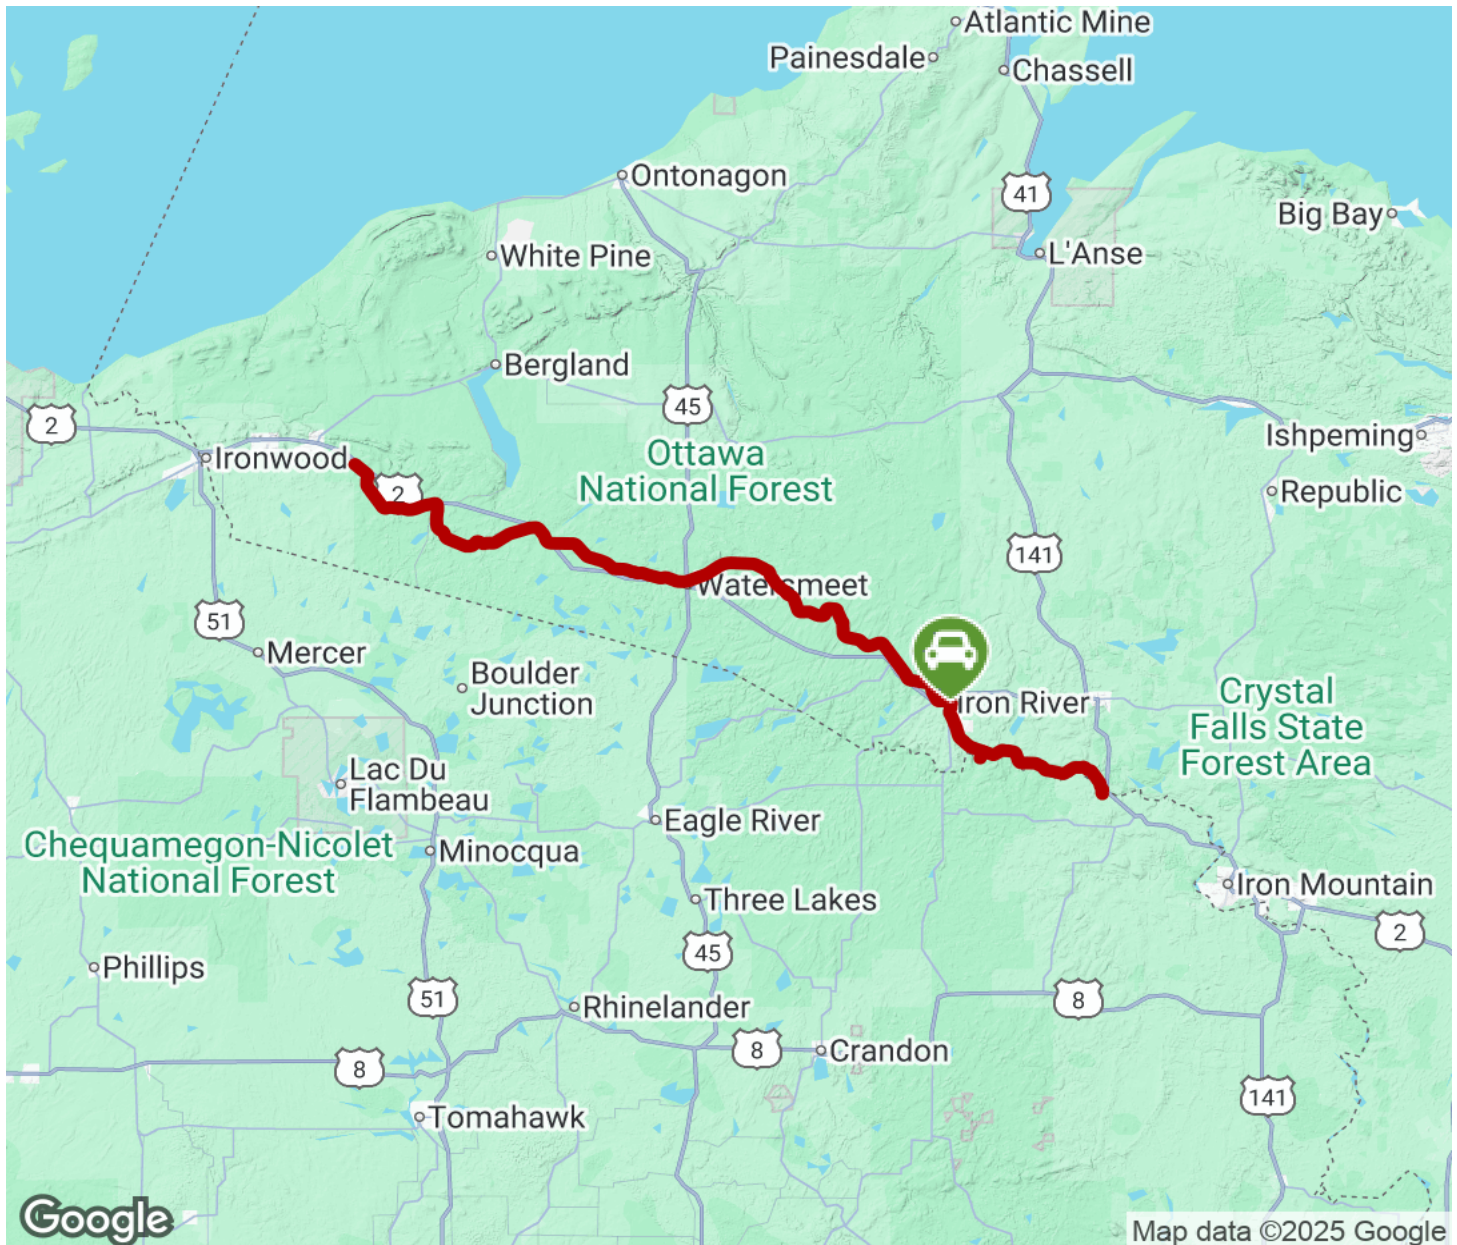 Atlantic Mine
Painesdale
Chassell
Ontonagon
41
Big Bay
White Pine
L'Anse
Bergland
45
2
Ottawa
National Forest
Ishpeming
Ironwood
2
Republic
141
Watersmeet
51
Mercer
Boulder
Junction
Iron River
Crystal
Falls State
Forest Area
Lac Du
Flambeau
Eagle River
Chequamegon-Nicolet
National Forest
Minocqua
Iron Mountain
Three Lakes
2
45
Phillips
51
8
Rhinelander
8
Crandon
8
141
Tomahawk
Google
Map data ©2025 Google